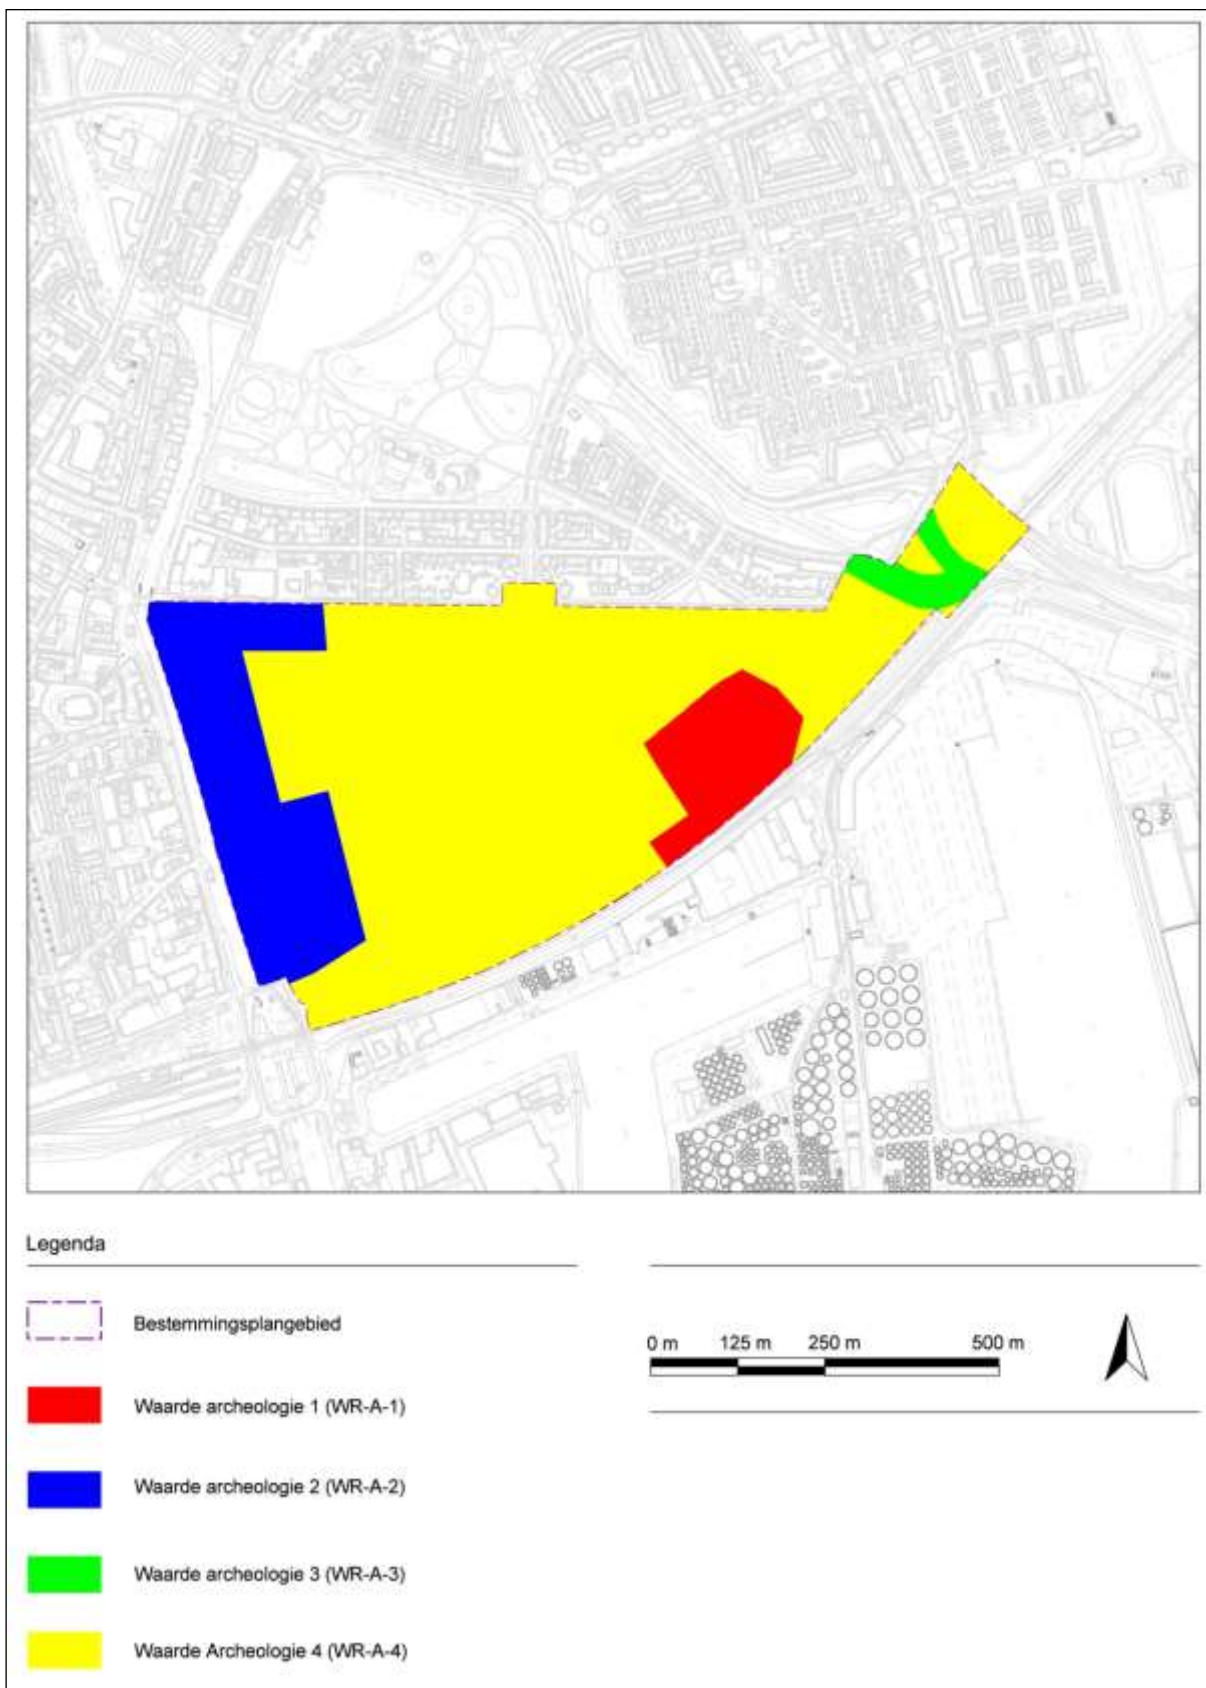 Legenda
Bestemmingsplangebied
0 m 125 m 250 m 500 m
Waarde archeologie 1 (WR-A-1)
Waarde archeologie 2 (WR-A-2)
Waarde archeologie 3 (WR-A-3)
Waarde Archeologie 4 (WR-A-4)